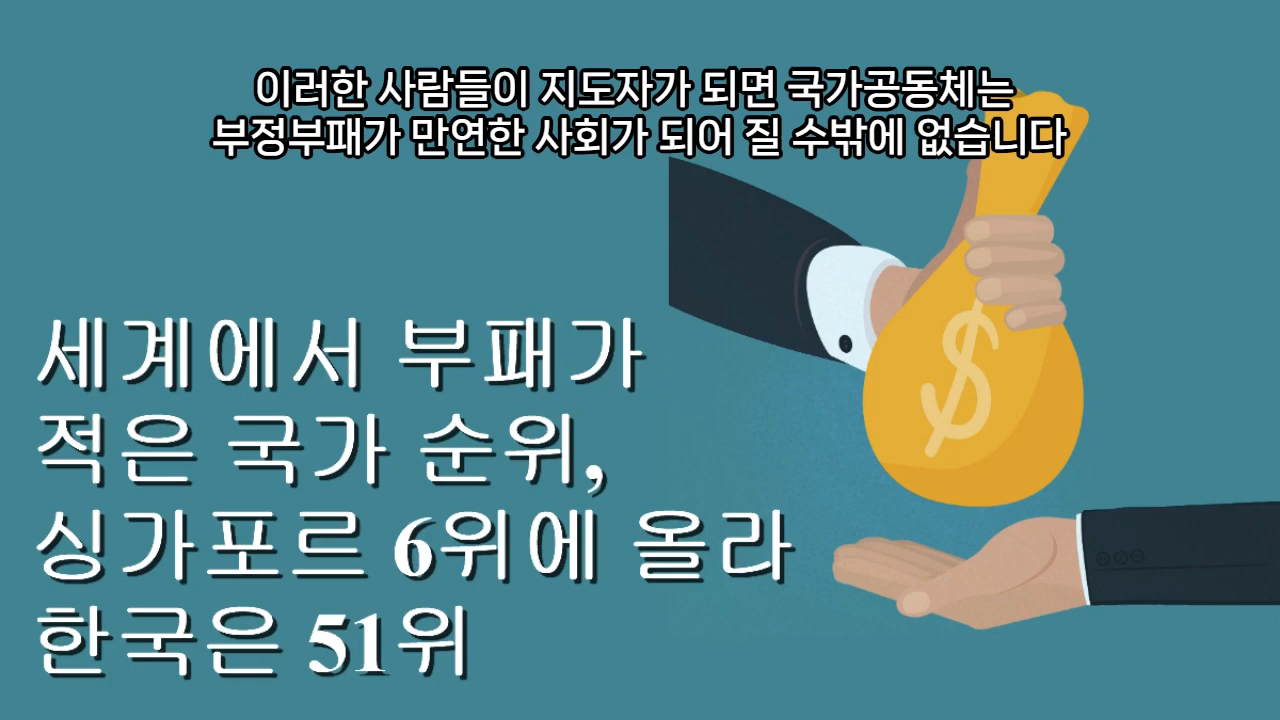 이러한 사람들이 지도자가 되면 국가공동체는
부정부패가 만연한 사회가 되어 질 수밖에 없습니다
세계에서 부패가
적은 국가 순위,
싱가포르 6위에 올라
한국은 51위
$